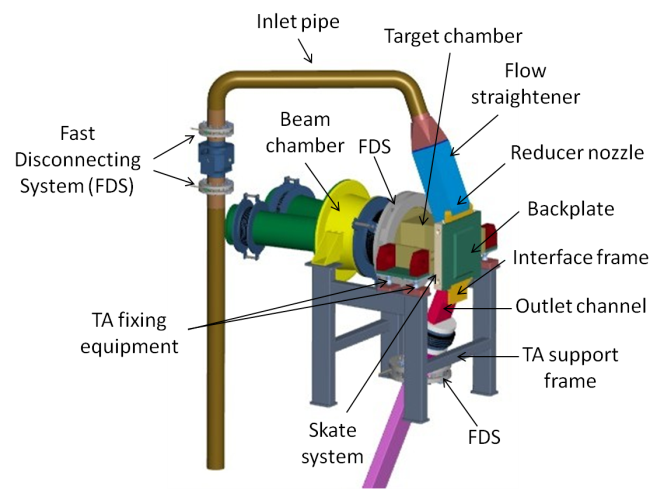 Inlet pipe
Target chamber
Flow
straightener
Beam
chamber
FDS
Fast
Disconnecting
System (FDS)
Reducer nozzle
Backplate
Interface frame
Outlet channel
TA fixing
equipment
TA support
frame
Skate
system
FDS